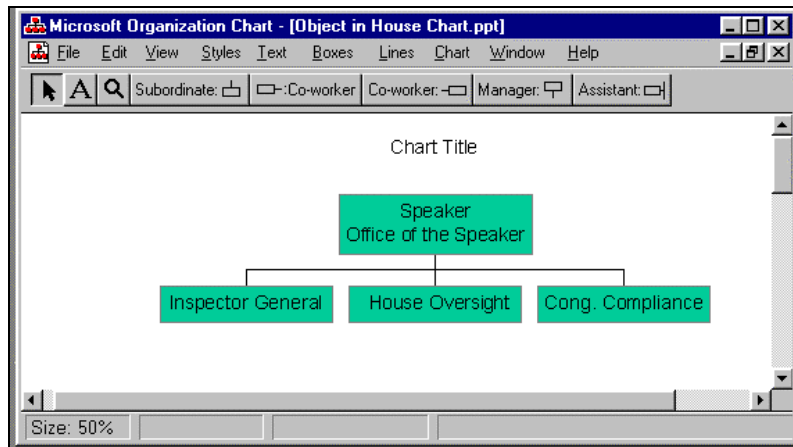 Microsoft Organization Chart - [Object in House Chart.ppt]
File Edit View Styles Text Boxes Lines Chart Window Help
A Subordinate: :Co-worker Co-worker: Manager: Assistant:
Chart Title
Speaker
Office of the Speaker
Inspector General House Oversight Cong. Compliance
Size: 50%